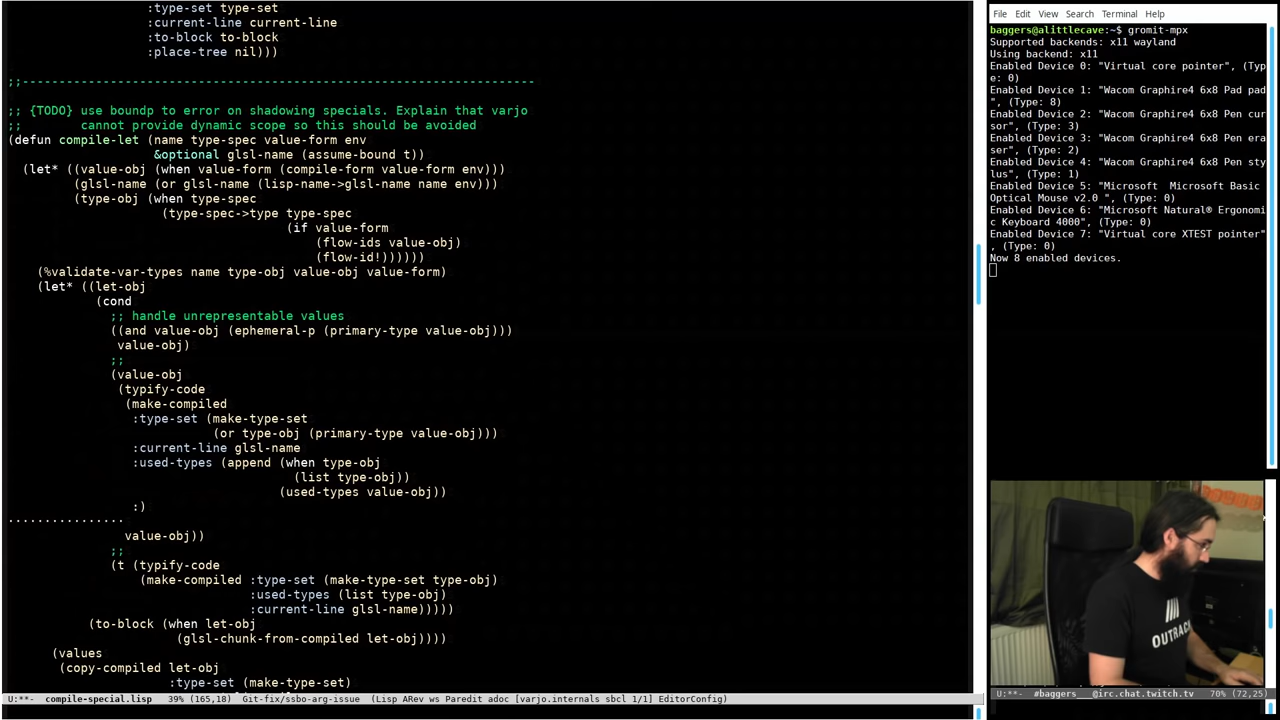 :type-set type-set
:current-line current-line
:to-block to-block
:place-tree nil)))
;;----------------------------------------------------------------------
;; {TODO} use boundp to error on shadowing specials. Explain that varjo
;;        cannot provide dynamic scope so this should be avoided
(defun compile-let (name type-spec value-form env
&optional glsl-name (assume-bound t))
(let* ((value-obj (when value-form (compile-form value-form env)))
(glsl-name (or glsl-name (lisp-name->glsl-name name env)))
(type-obj (when type-spec
(type-spec->type type-spec
(if value-form
(flow-ids value-obj)
(flow-id!))))))
(%validate-var-types name type-obj value-obj value-form)
(let* ((let-obj
(cond
;; handle unrepresentable values
((and value-obj (ephemeral-p (primary-type value-obj)))
value-obj)
;;
(value-obj
(typify-code
(make-compiled
:type-set (make-type-set
(or type-obj (primary-type value-obj)))
:current-line glsl-name
:used-types (append (when type-obj
(list type-obj))
(used-types value-obj))
:)
................
value-obj))
;;
(t (typify-code
(make-compiled :type-set (make-type-set type-obj)
:used-types (list type-obj)
:current-line glsl-name)))))
(to-block (when let-obj
(glsl-chunk-from-compiled let-obj))))
(values
(copy-compiled let-obj
:type-set (make-type-set)
U:**-  compile-special.lisp   39% (165,18)   Git-fix/ssbo-arg-issue  (Lisp ARev ws Paredit adoc [varjo.internals sbcl 1/1] EditorConfig)
File Edit View Search Terminal Help
baggers@alittlecave:~$ gromit-mpx
Supported backends: x11 wayland
Using backend: x11
Enabled Device 0: "Virtual core pointer", (Typ
e: 0)
Enabled Device 1: "Wacom Graphire4 6x8 Pad pad
", (Type: 8)
Enabled Device 2: "Wacom Graphire4 6x8 Pen cur
sor", (Type: 3)
Enabled Device 3: "Wacom Graphire4 6x8 Pen era
ser", (Type: 2)
Enabled Device 4: "Wacom Graphire4 6x8 Pen sty
lus", (Type: 1)
Enabled Device 5: "Microsoft  Microsoft Basic
Optical Mouse v2.0 ", (Type: 0)
Enabled Device 6: "Microsoft Natural® Ergonomi
c Keyboard 4000", (Type: 0)
Enabled Device 7: "Virtual core XTEST pointer"
, (Type: 0)
Now 8 enabled devices.
OUTRACK
U:**-  #baggers___@irc.chat.twitch.tv   70% (72,25)